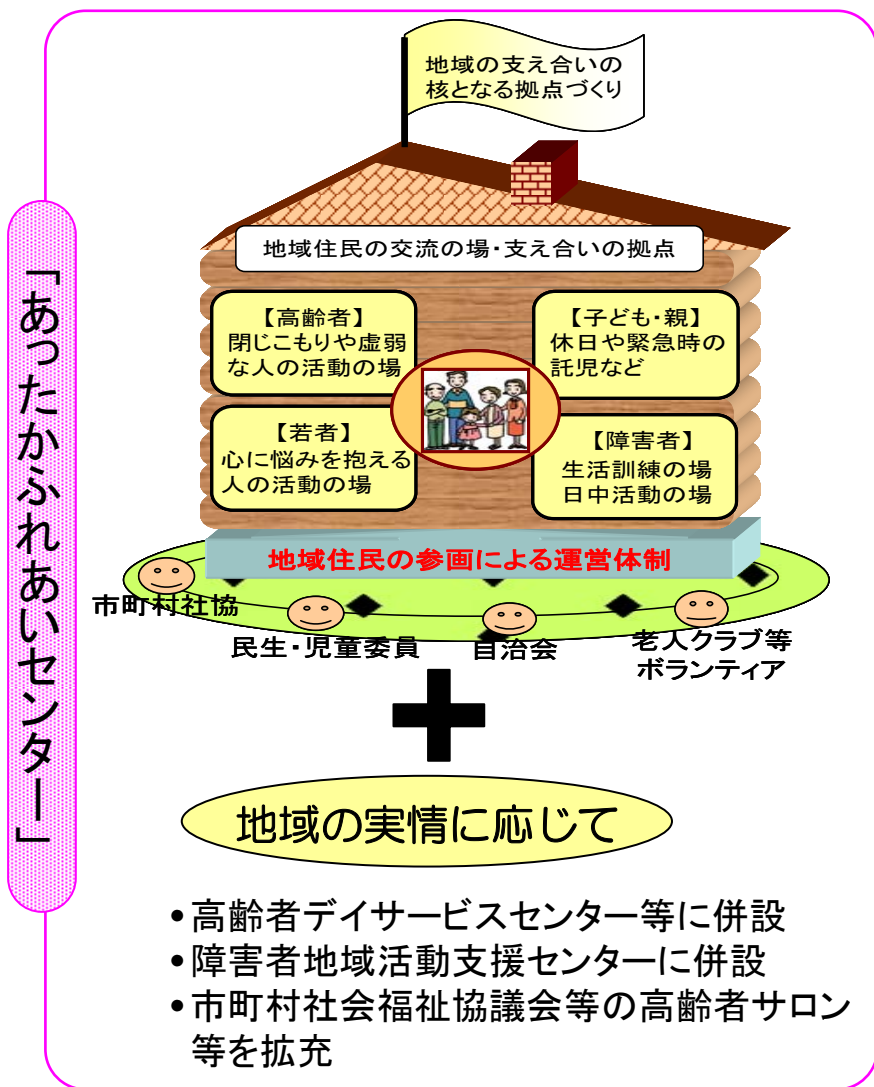 「あったかふれあいセンター」
地域の支え合いの
核となる拠点づくり
地域住民の交流の場・支え合いの拠点
【高齢者】
閉じこもりや虚弱
な人の活動の場
【子ども・親】
休日や緊急時の
託児など
【若者】
心に悩みを抱える
人の活動の場
【障害者】
生活訓練の場
日中活動の場
地域住民の参画による運営体制
市町村社協
民生・児童委員
自治会
老人クラブ等
ボランティア
地域の実情に応じて
•高齢者デイサービスセンター等に併設
•障害者地域活動支援センターに併設
•市町村社会福祉協議会等の高齢者サロン
等を拡充